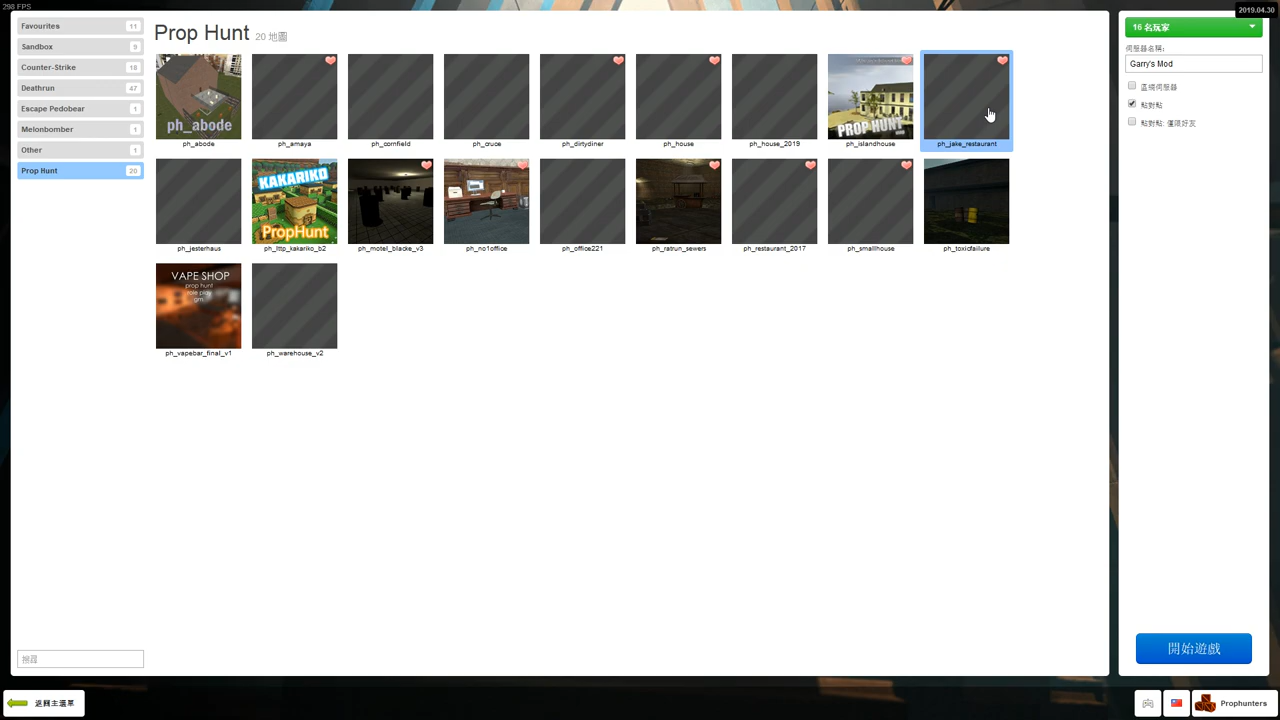 298 FPS
2019.04.30
Favourites 11
Sandbox 9
Counter-Strike 18
Deathrun 47
Escape Pedobear 1
Melonbomber 1
Other 1
Prop Hunt 20
搜尋
Prop Hunt 20 地圖
ph_abode
ph_abode
ph_amaya
ph_cornfield
ph_cruce
ph_dirtydiner
ph_house
ph_house_2019
PROP HUNT
ph_islandhouse
ph_jake_restaurant
ph_jesterhaus
KAKARIKO
PropHunt
ph_lttp_kakariko_b2
ph_motel_blacke_v3
ph_no1office
ph_office221
ph_ratrun_sewers
ph_restaurant_2017
ph_smallhouse
ph_toxicfailure
VAPE SHOP
prop hunt
role play
gm
ph_vapebar_final_v1
ph_warehouse_v2
16 名玩家
伺服器名稱:
Garry's Mod
區域伺服器
點對點
點對點: 僅限好友
開始遊戲
返回主選單
Prophunters